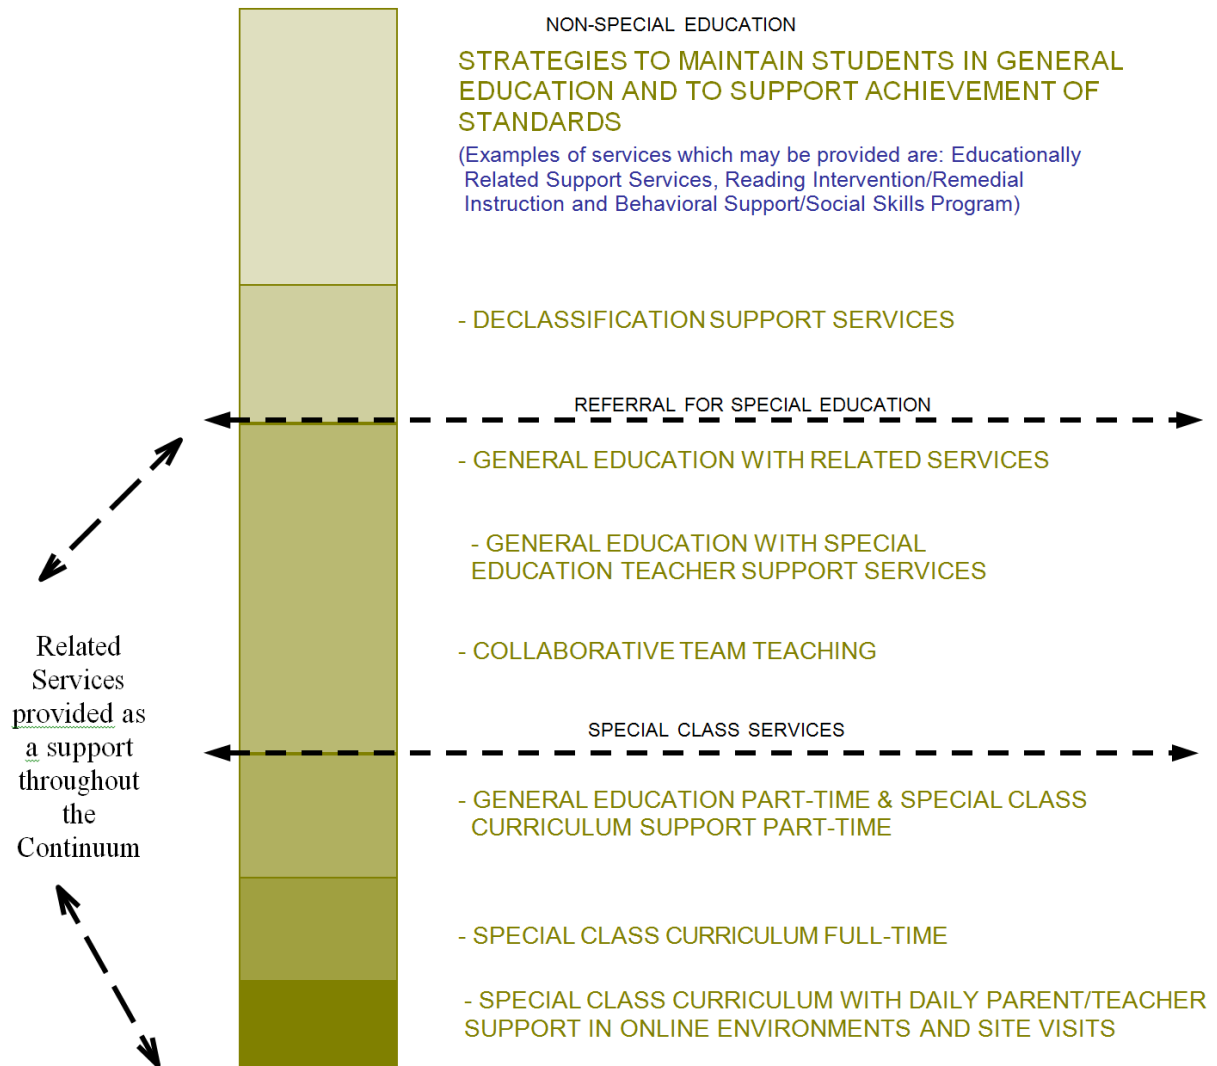 NON-SPECIAL EDUCATION
STRATEGIES TO MAINTAIN STUDENTS IN GENERAL
EDUCATION AND TO SUPPORT ACHIEVEMENT OF
STANDARDS
(Examples of services which may be provided are: Educationally
Related Support Services, Reading Intervention/Remedial
Instruction and Behavioral Support/Social Skills Program)
- DECLASSIFICATION SUPPORT SERVICES
REFERRAL FOR SPECIAL EDUCATION
- GENERAL EDUCATION WITH RELATED SERVICES
- GENERAL EDUCATION WITH SPECIAL
EDUCATION TEACHER SUPPORT SERVICES
- COLLABORATIVE TEAM TEACHING
SPECIAL CLASS SERVICES
- GENERAL EDUCATION PART-TIME & SPECIAL CLASS
CURRICULUM SUPPORT PART-TIME
- SPECIAL CLASS CURRICULUM FULL-TIME
- SPECIAL CLASS CURRICULUM WITH DAILY PARENT/TEACHER
SUPPORT IN ONLINE ENVIRONMENTS AND SITE VISITS
Related
Services
provided as
a support
throughout
the
Continuum